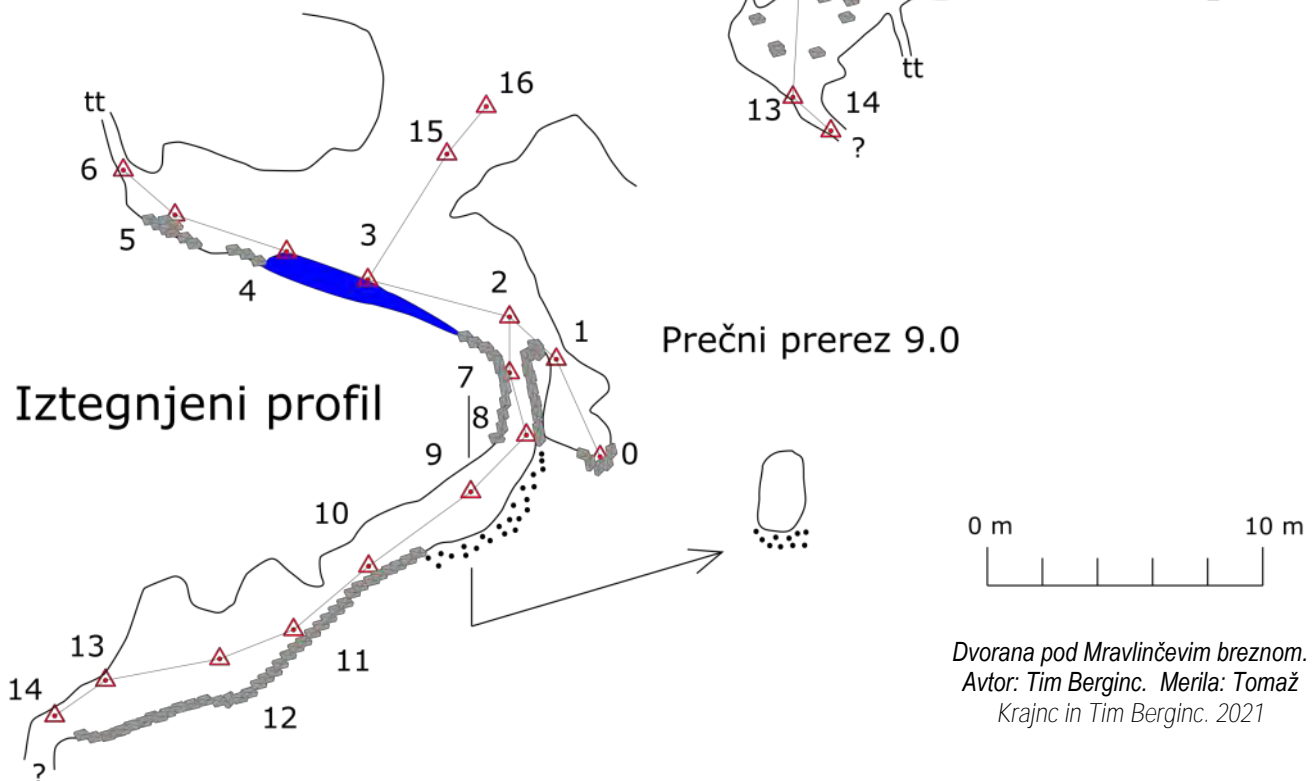 tt
13
14
?
16
tt
15
6
3
5
2
4
1
Prečni prerez 9.0
7
Iztegnjeni profil
8
9
0
10
0 m
10 m
13
11
14
12
?
Dvorana pod Mravlinčevim breznom.
Avtor: Tim Berginc. Merila: Tomaž
Krajnc in Tim Berginc. 2021